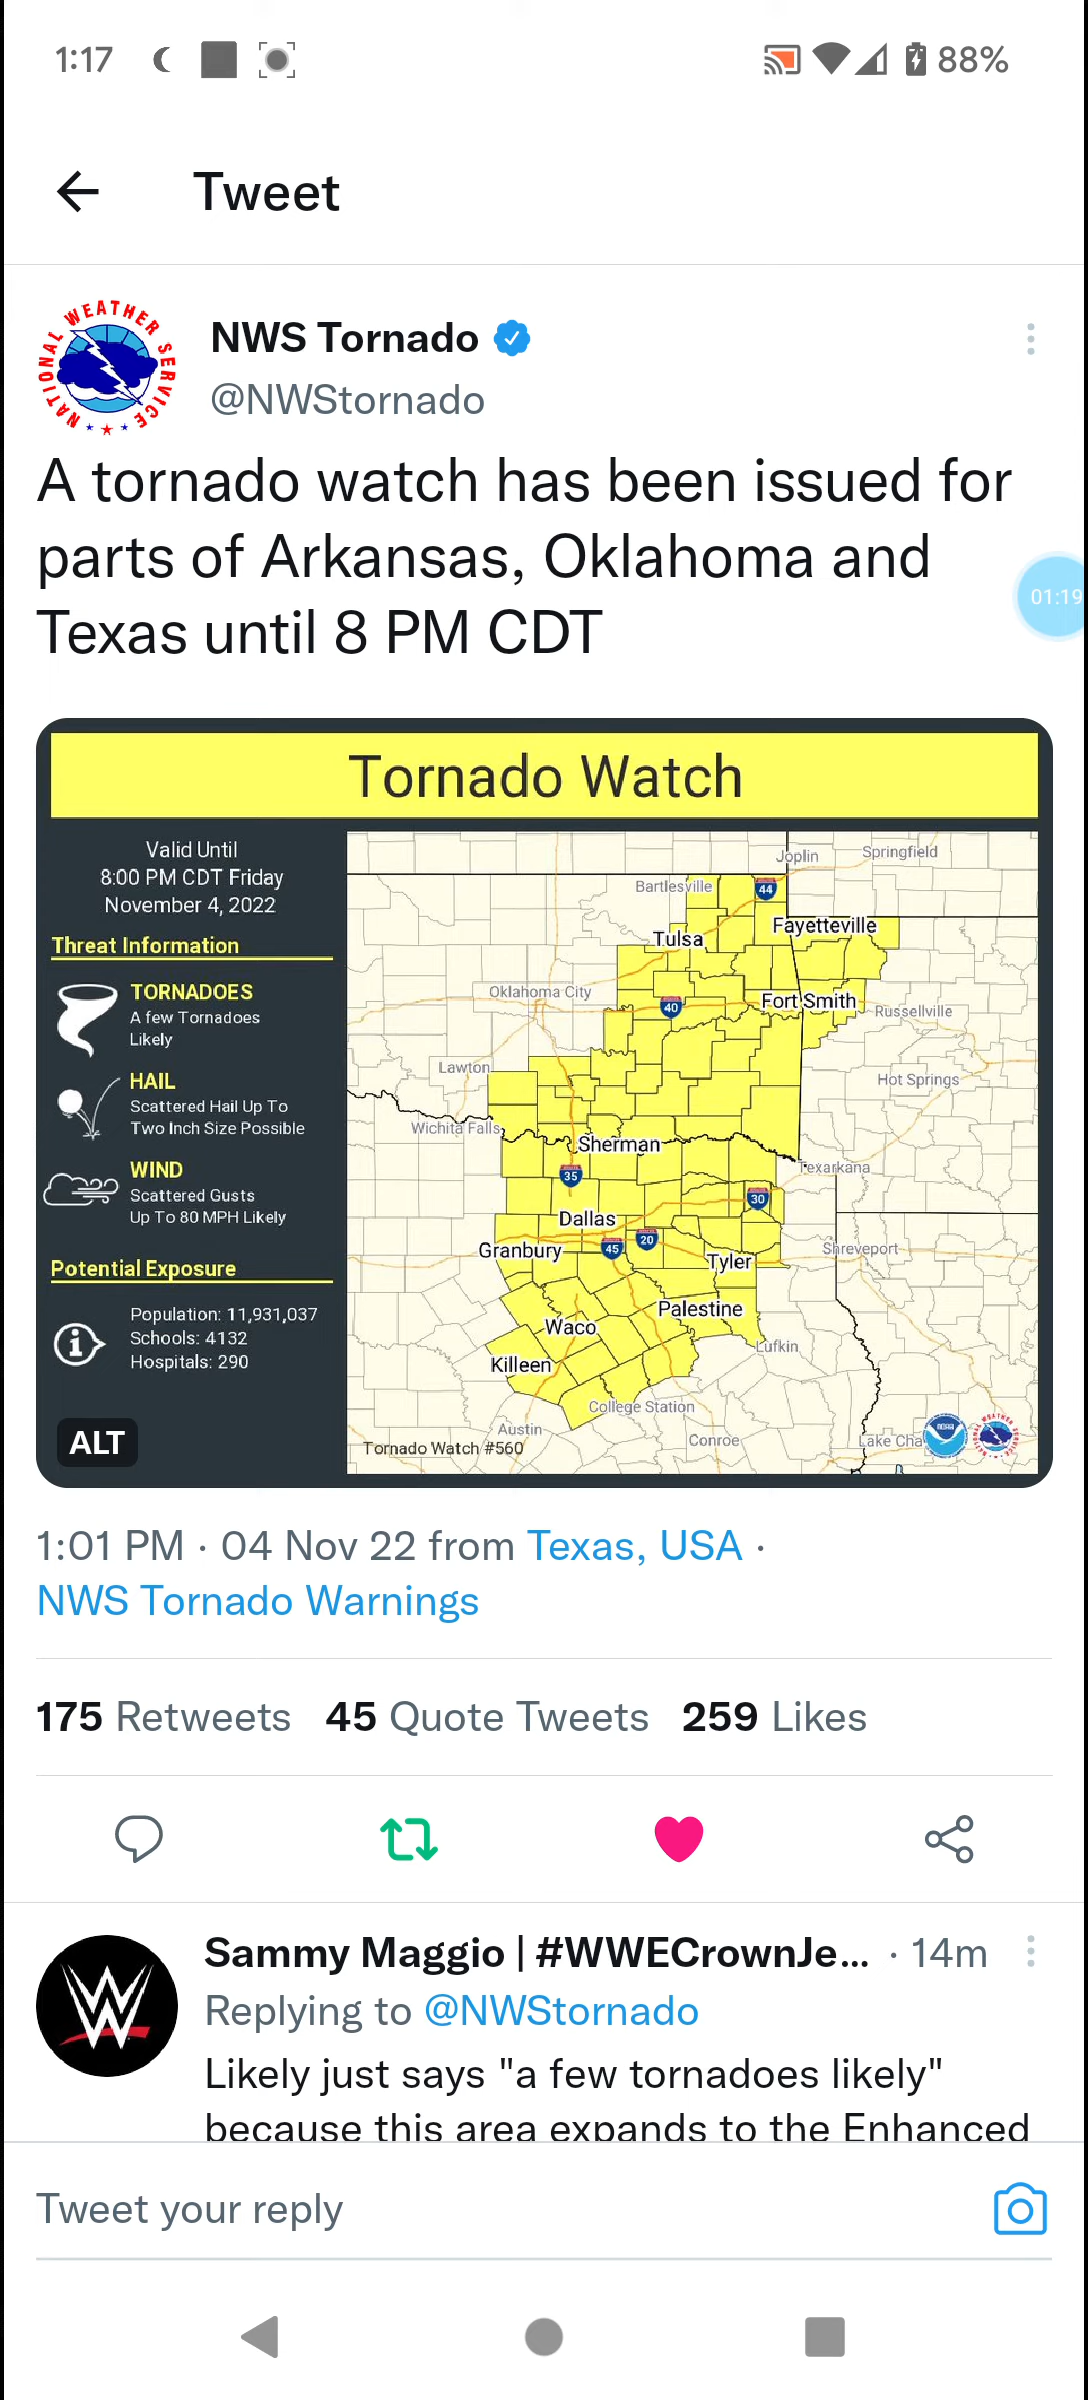 1:17
88%
Tweet
NATIONAL WEATHER SERVICE
NWS Tornado
@NWStornado
A tornado watch has been issued for
parts of Arkansas, Oklahoma and
Texas until 8 PM CDT
01:19
Tornado Watch
Valid Until
8:00 PM CDT Friday
November 4, 2022
Threat Information
TORNADOES
A few Tornadoes
Likely
HAIL
Scattered Hail Up To
Two Inch Size Possible
WIND
Scattered Gusts
Up To 80 MPH Likely
Potential Exposure
Population: 11,931,037
Schools: 4132
Hospitals: 290
ALT
Joplin
Springfield
Bartlesville
44
Fayetteville
Tulsa
Oklahoma City
40
Fort Smith
Russellville
Lawton
Hot Springs
Wichita Falls
Sherman
Texarkana
35
30
Dallas
20
45
Granbury
Tyler
Shreveport
Palestine
Waco
Lufkin
Killeen
College Station
Austin
Conroe
Lake Cha
Tornado Watch #560
1:01 PM · 04 Nov 22 from Texas, USA ·
NWS Tornado Warnings
175 Retweets 45 Quote Tweets 259 Likes
Sammy Maggio | #WWECrownJe... · 14m
Replying to @NWStornado
Likely just says "a few tornadoes likely"
because this area expands to the Enhanced
Tweet your reply